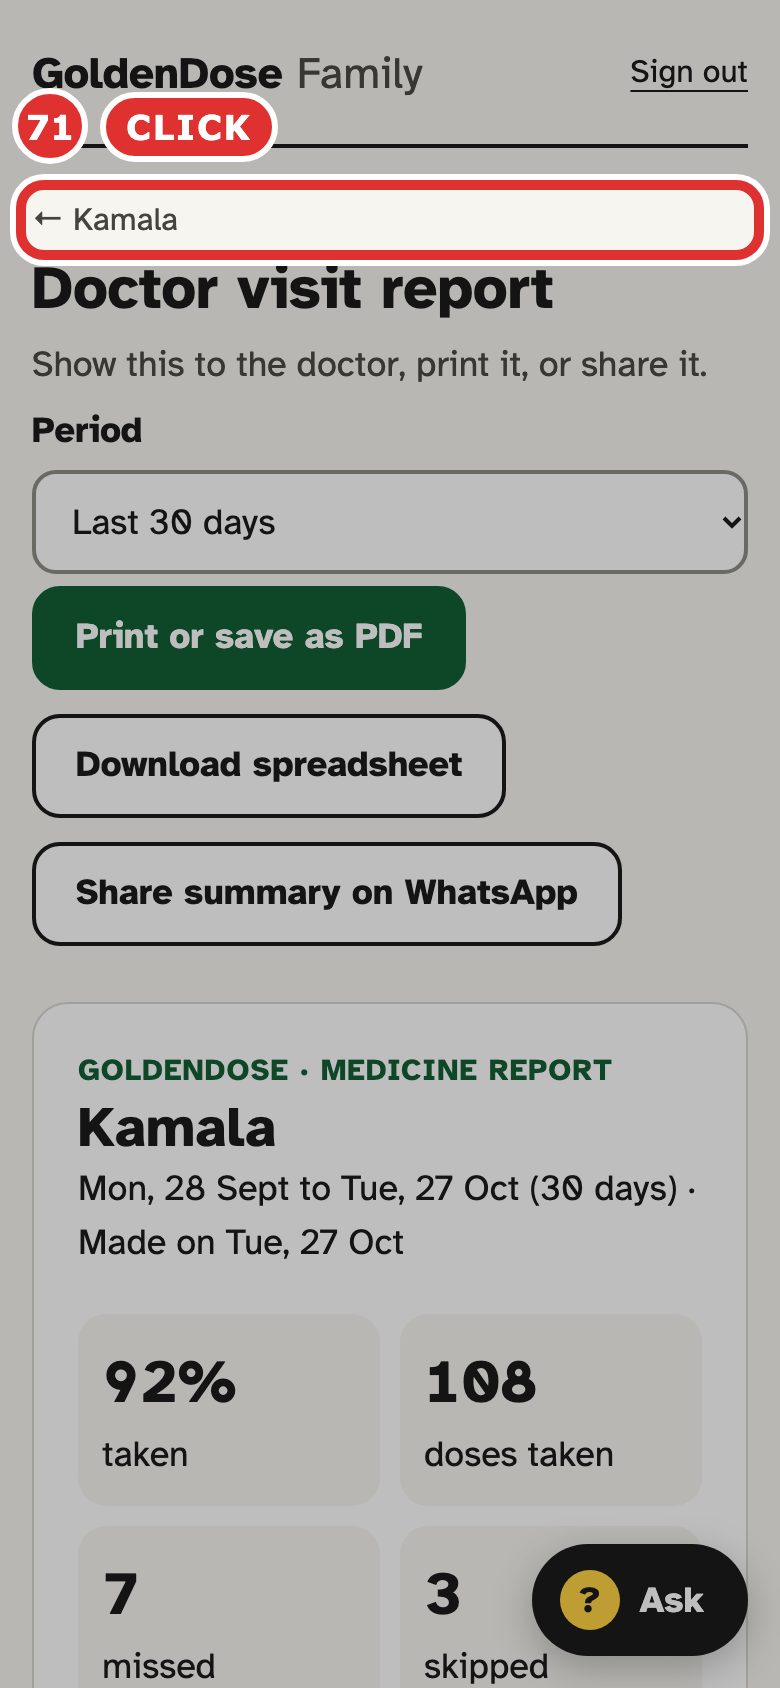 GoldenDose Family
Sign out
71
CLICK
← Kamala
Doctor visit report
Show this to the doctor, print it, or share it.
Period
Last 30 days
Print or save as PDF
Download spreadsheet
Share summary on WhatsApp
GOLDENDOSE · MEDICINE REPORT
Kamala
Mon, 28 Sept to Tue, 27 Oct (30 days) ·
Made on Tue, 27 Oct
92%
taken
108
doses taken
7
missed
3
skipped
? Ask